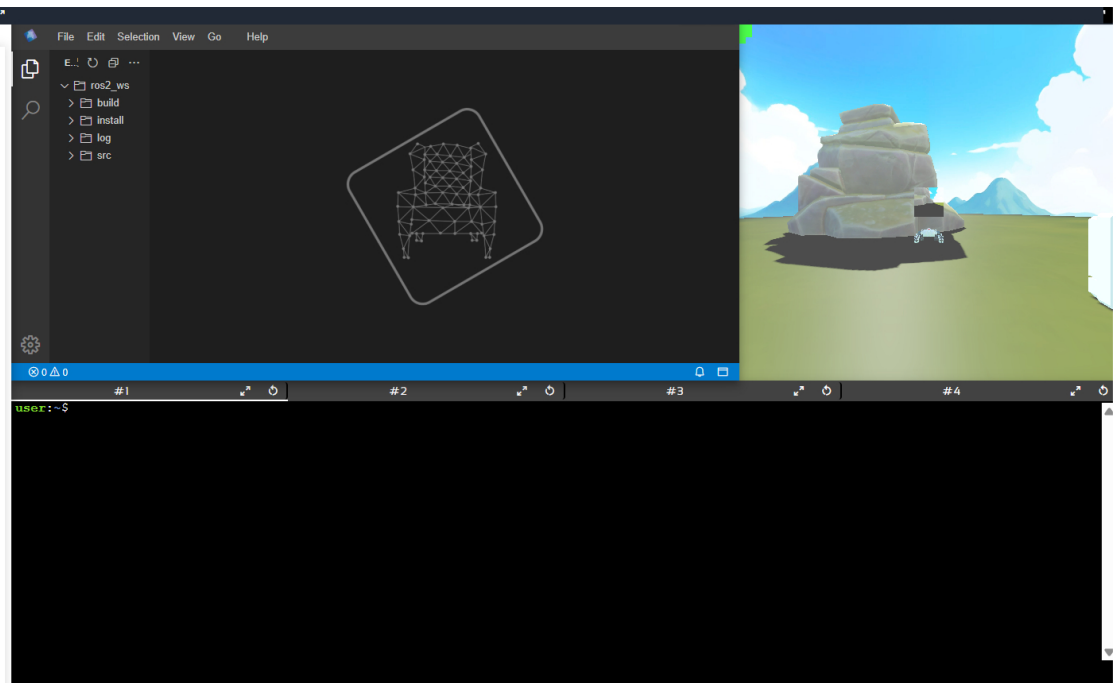 File Edit Selection View Go Help
E..
ros2_ws
build
install
log
src
0 0
#1 #2 #3 #4
user:~$